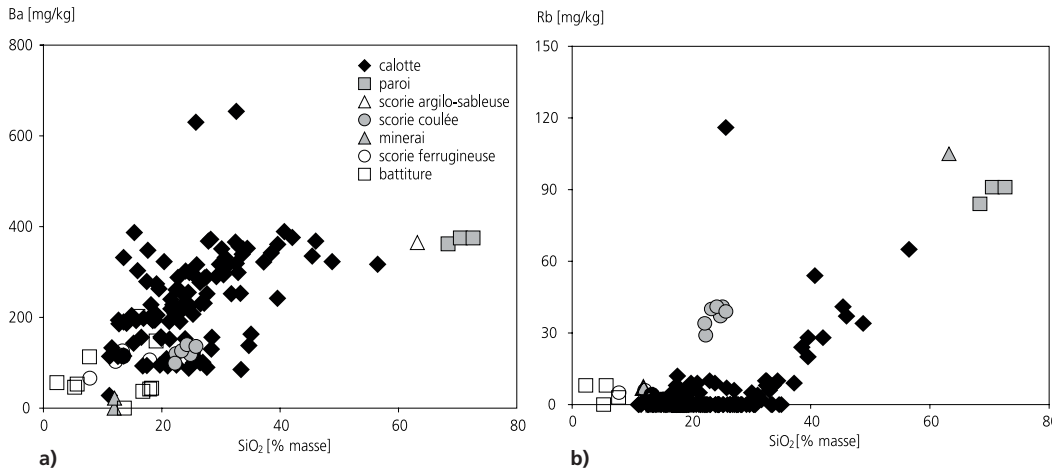 Ba [mg/kg]
800
600
400
200
0
0
20
40
60
80
SiO₂ [% masse]
calotte
paroi
scorie argilo-sableuse
scorie coulée
minerai
scorie ferrugineuse
battiture
a)
Rb [mg/kg]
150
120
90
60
30
0
0
20
40
60
80
SiO₂ [% masse]
b)